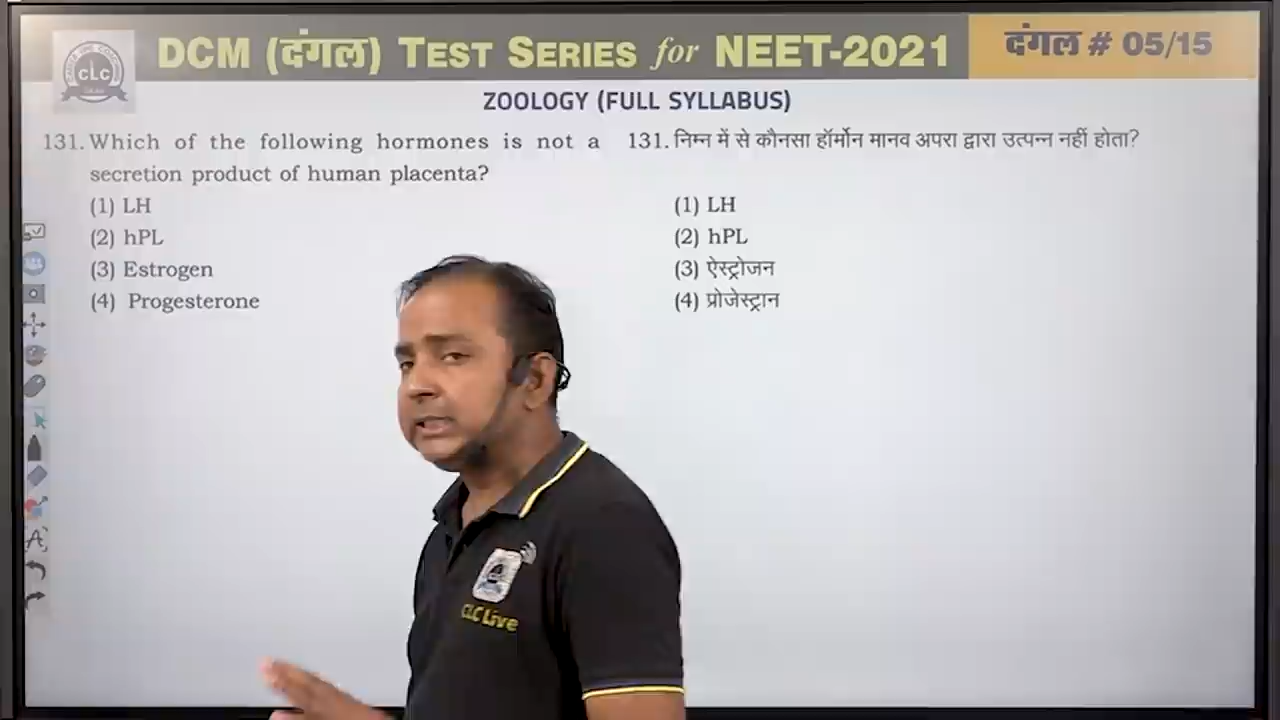 DCM (दंगल) TEST SERIES for NEET-2021
दंगल # 05/15
CLC
ZOOLOGY (FULL SYLLABUS)
131. Which of the following hormones is not a
secretion product of human placenta?
(1) LH
(2) hPL
(3) Estrogen
(4) Progesterone
131. निम्न में से कौनसा हॉर्मोन मानव अपरा द्वारा उत्पन्न नहीं होता?
(1) LH
(2) hPL
(3) ऐस्ट्रोजन
(4) प्रोजेस्ट्रान
CLC Live